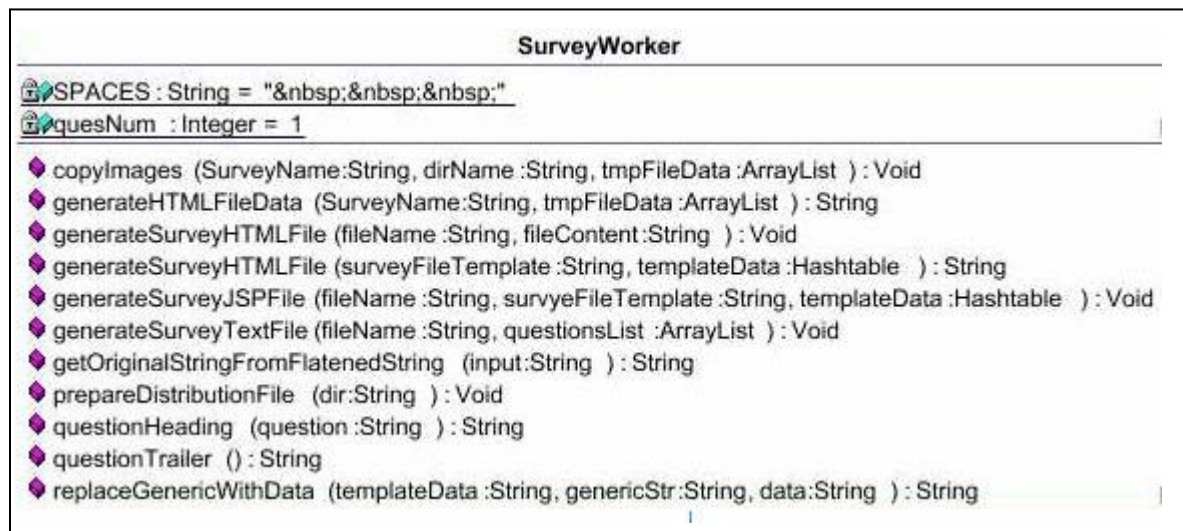 SurveyWorker
SPACES : String = "&nbsp;&nbsp;&nbsp;"
quesNum : Integer = 1
copyImages (SurveyName:String, dirName :String, tmpFileData :ArrayList ) : Void
generateHTMLFileData (SurveyName:String, tmpFileData :ArrayList ) : String
generateSurveyHTMLFile (fileName :String, fileContent :String ) : Void
generateSurveyHTMLFile (surveyFileTemplate :String, templateData :Hashtable ) : String
generateSurveyJSPFile (fileName :String, survyeFileTemplate :String, templateData :Hashtable ) : Void
generateSurveyTextFile (fileName :String, questionsList :ArrayList ) : Void
getOriginalStringFromFlatenedString (input:String ) : String
prepareDistributionFile (dir:String ) : Void
questionHeading (question :String ) : String
questionTrailer () : String
replaceGenericWithData (templateData :String, genericStr :String, data:String ) : String